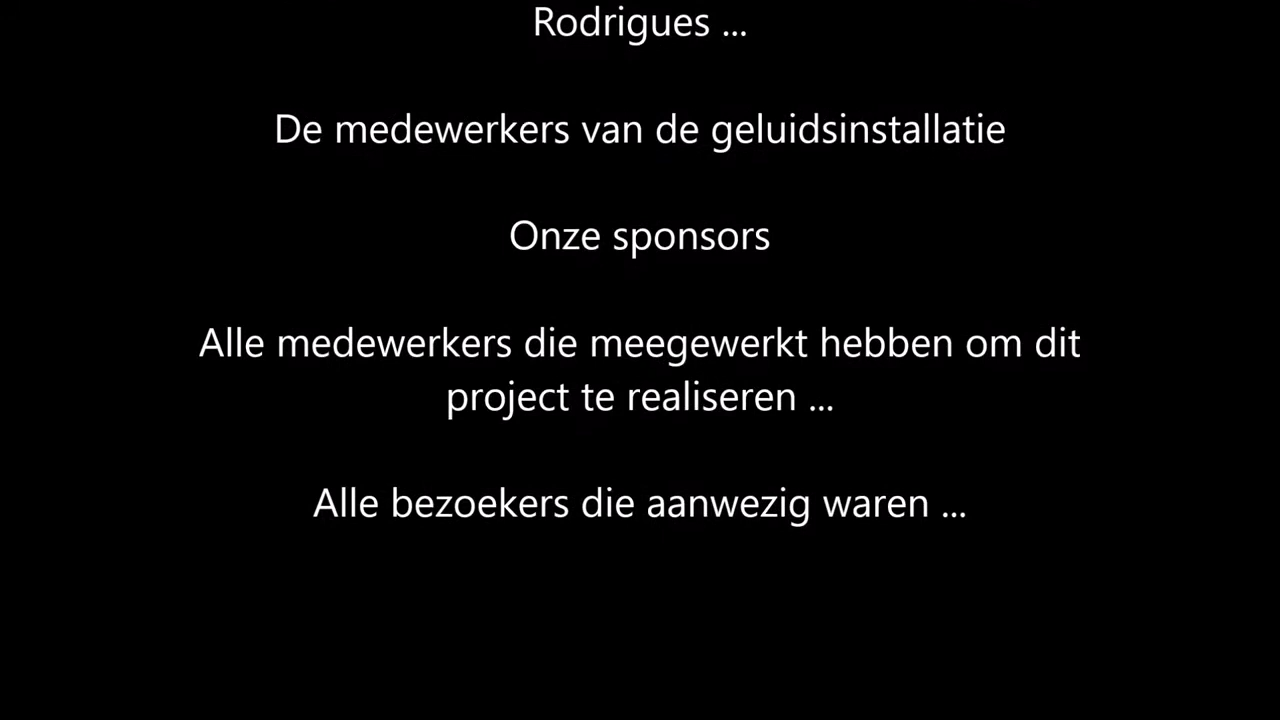 Rodrigues ...
De medewerkers van de geluidsinstallatie
Onze sponsors
Alle medewerkers die meegewerkt hebben om dit
project te realiseren ...
Alle bezoekers die aanwezig waren ...